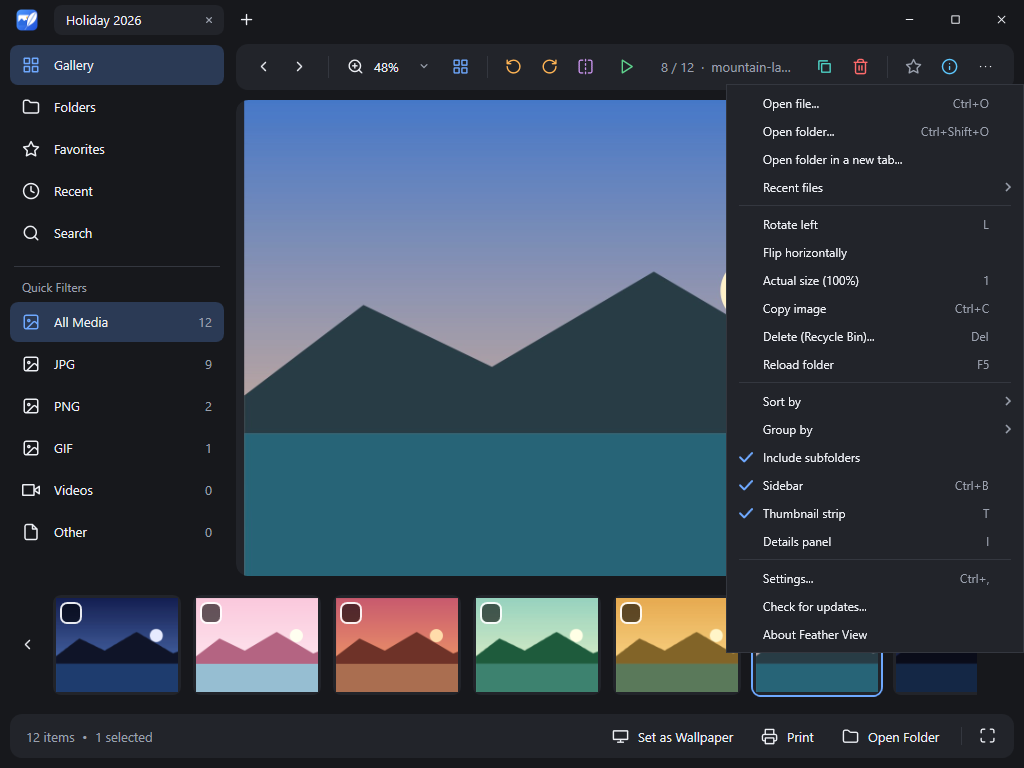 Holiday 2026
Gallery
Folders
Favorites
Recent
Search
Quick Filters
All Media 12
JPG 9
PNG 2
GIF 1
Videos 0
Other 0
48%
8 / 12 · mountain-la...
Open file... Ctrl+O
Open folder... Ctrl+Shift+O
Open folder in a new tab...
Recent files
Rotate left L
Flip horizontally
Actual size (100%) 1
Copy image Ctrl+C
Delete (Recycle Bin)... Del
Reload folder F5
Sort by
Group by
Include subfolders
Sidebar Ctrl+B
Thumbnail strip T
Details panel I
Settings... Ctrl+,
Check for updates...
About Feather View
12 items • 1 selected
Set as Wallpaper
Print
Open Folder